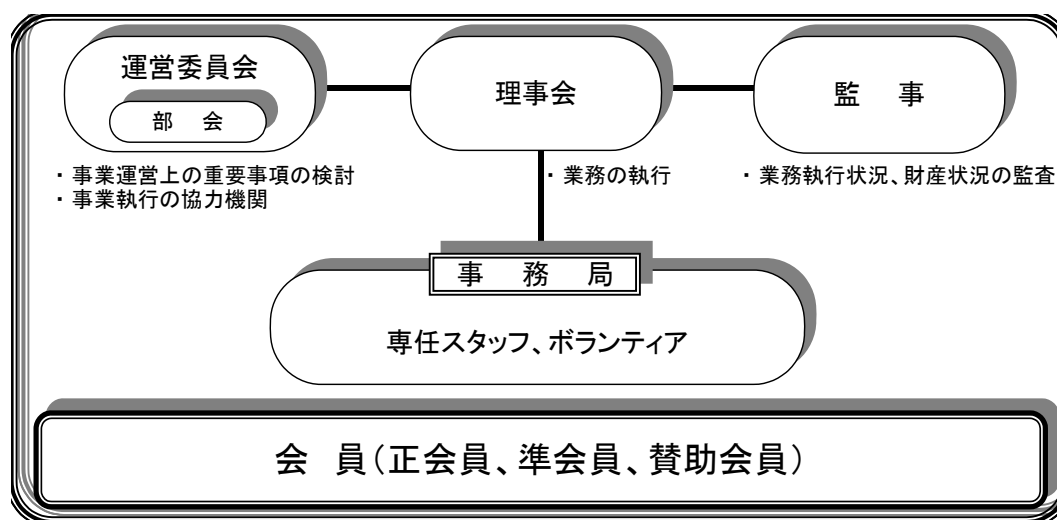 運営委員会
部　会
・ 事業運営上の重要事項の検討
・ 事業執行の協力機関
理事会
・ 業務の執行
監　事
・ 業務執行状況、財産状況の監査
事　務　局
専任スタッフ、ボランティア
会　員(正会員、準会員、賛助会員)